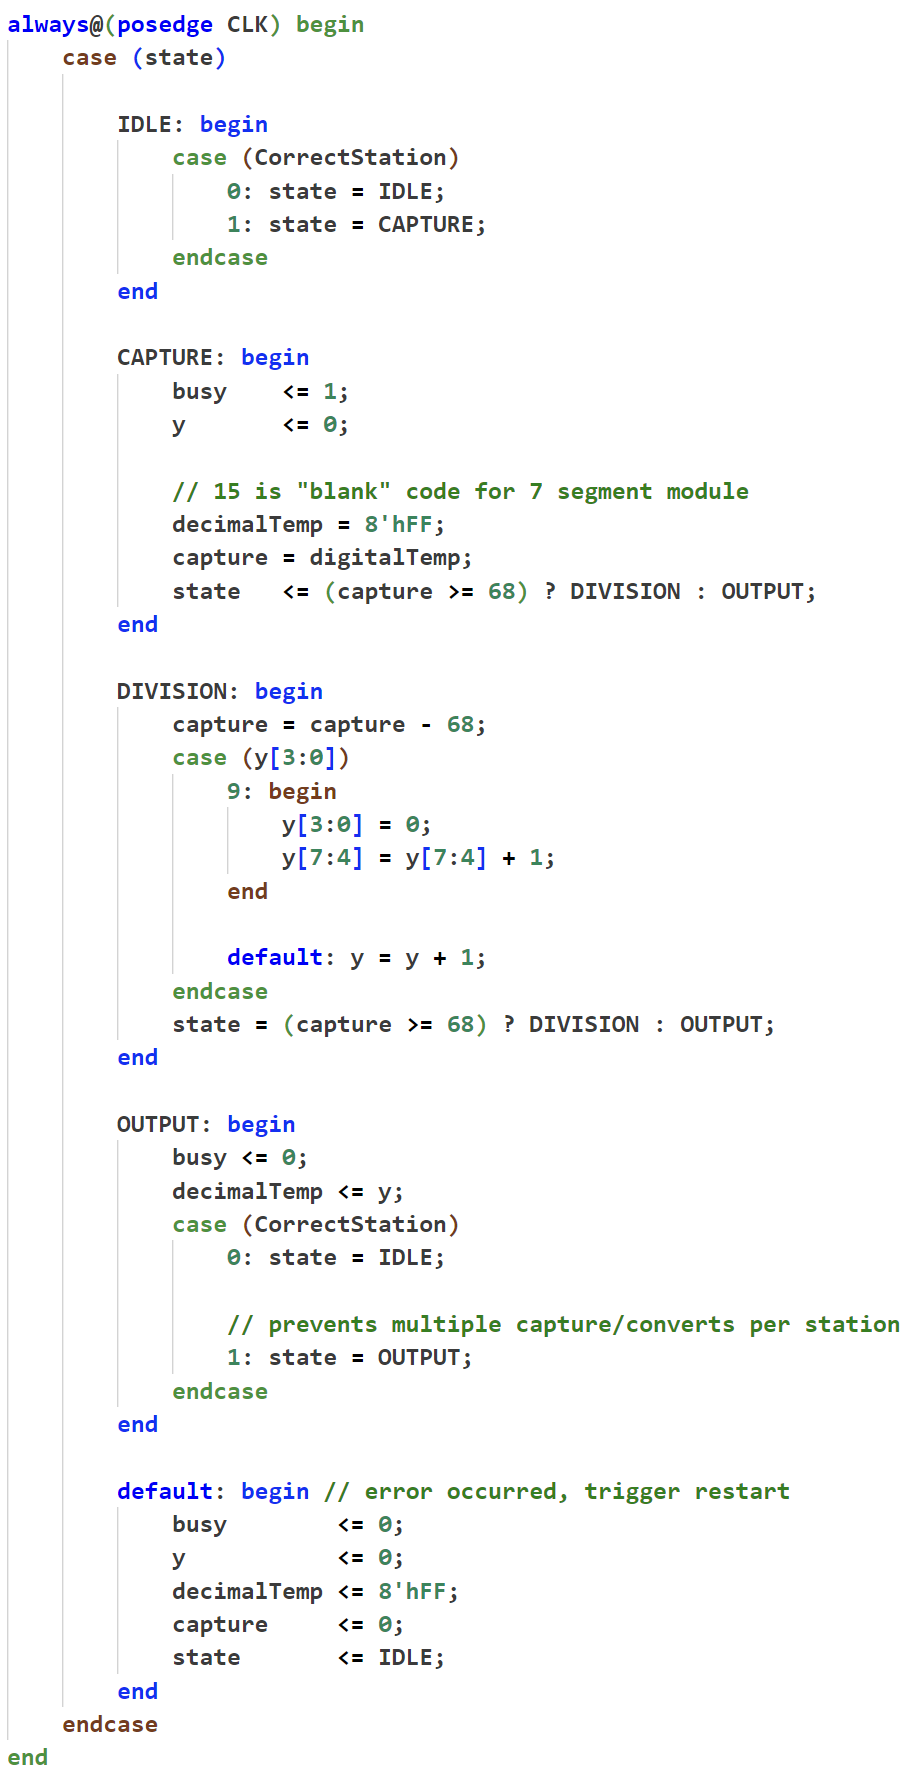 always@(posedge CLK) begin
    case (state)

        IDLE: begin
            case (CorrectStation)
                0: state = IDLE;
                1: state = CAPTURE;
            endcase
        end

        CAPTURE: begin
            busy    <= 1;
            y       <= 0;

            // 15 is "blank" code for 7 segment module
            decimalTemp = 8'hFF;
            capture = digitalTemp;
            state   <= (capture >= 68) ? DIVISION : OUTPUT;
        end

        DIVISION: begin
            capture = capture - 68;
            case (y[3:0])
                9: begin
                    y[3:0] = 0;
                    y[7:4] = y[7:4] + 1;
                end

                default: y = y + 1;
            endcase
            state = (capture >= 68) ? DIVISION : OUTPUT;
        end

        OUTPUT: begin
            busy <= 0;
            decimalTemp <= y;
            case (CorrectStation)
                0: state = IDLE;

                // prevents multiple capture/converts per station
                1: state = OUTPUT;
            endcase
        end

        default: begin // error occurred, trigger restart
            busy        <= 0;
            y           <= 0;
            decimalTemp <= 8'hFF;
            capture     <= 0;
            state       <= IDLE;
        end
    endcase
end